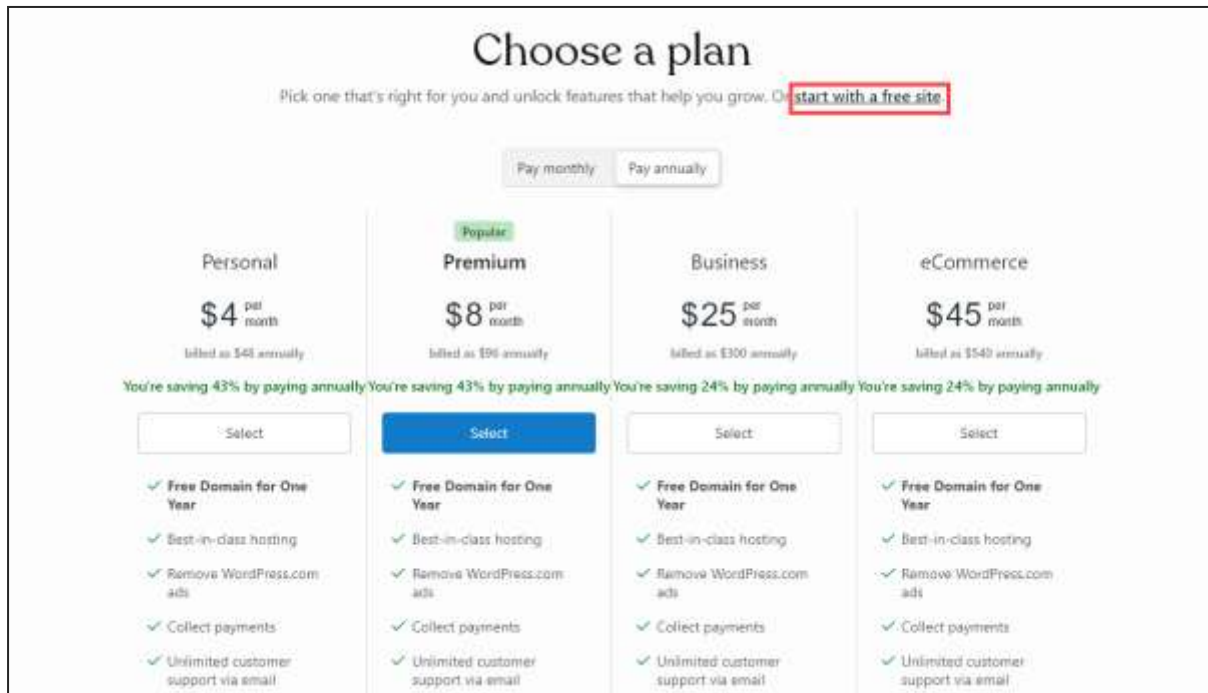 Choose a plan
Pick one that's right for you and unlock features that help you grow. Or start with a free site.
Pay monthly Pay annually
Popular
Personal Premium Business eCommerce
$4 per month $8 per month $25 per month $45 per month
billed as $48 annually billed as $96 annually billed as $300 annually billed as $540 annually
You're saving 43% by paying annually You're saving 43% by paying annually You're saving 24% by paying annually You're saving 24% by paying annually
Select Select Select Select
Free Domain for One Free Domain for One Free Domain for One Free Domain for One
Year Year Year Year
Best-in-class hosting Best-in-class hosting Best-in-class hosting Best-in-class hosting
Remove WordPress.com Remove WordPress.com Remove WordPress.com Remove WordPress.com
ads ads ads ads
Collect payments Collect payments Collect payments Collect payments
Unlimited customer Unlimited customer Unlimited customer Unlimited customer
support via email support via email support via email support via email